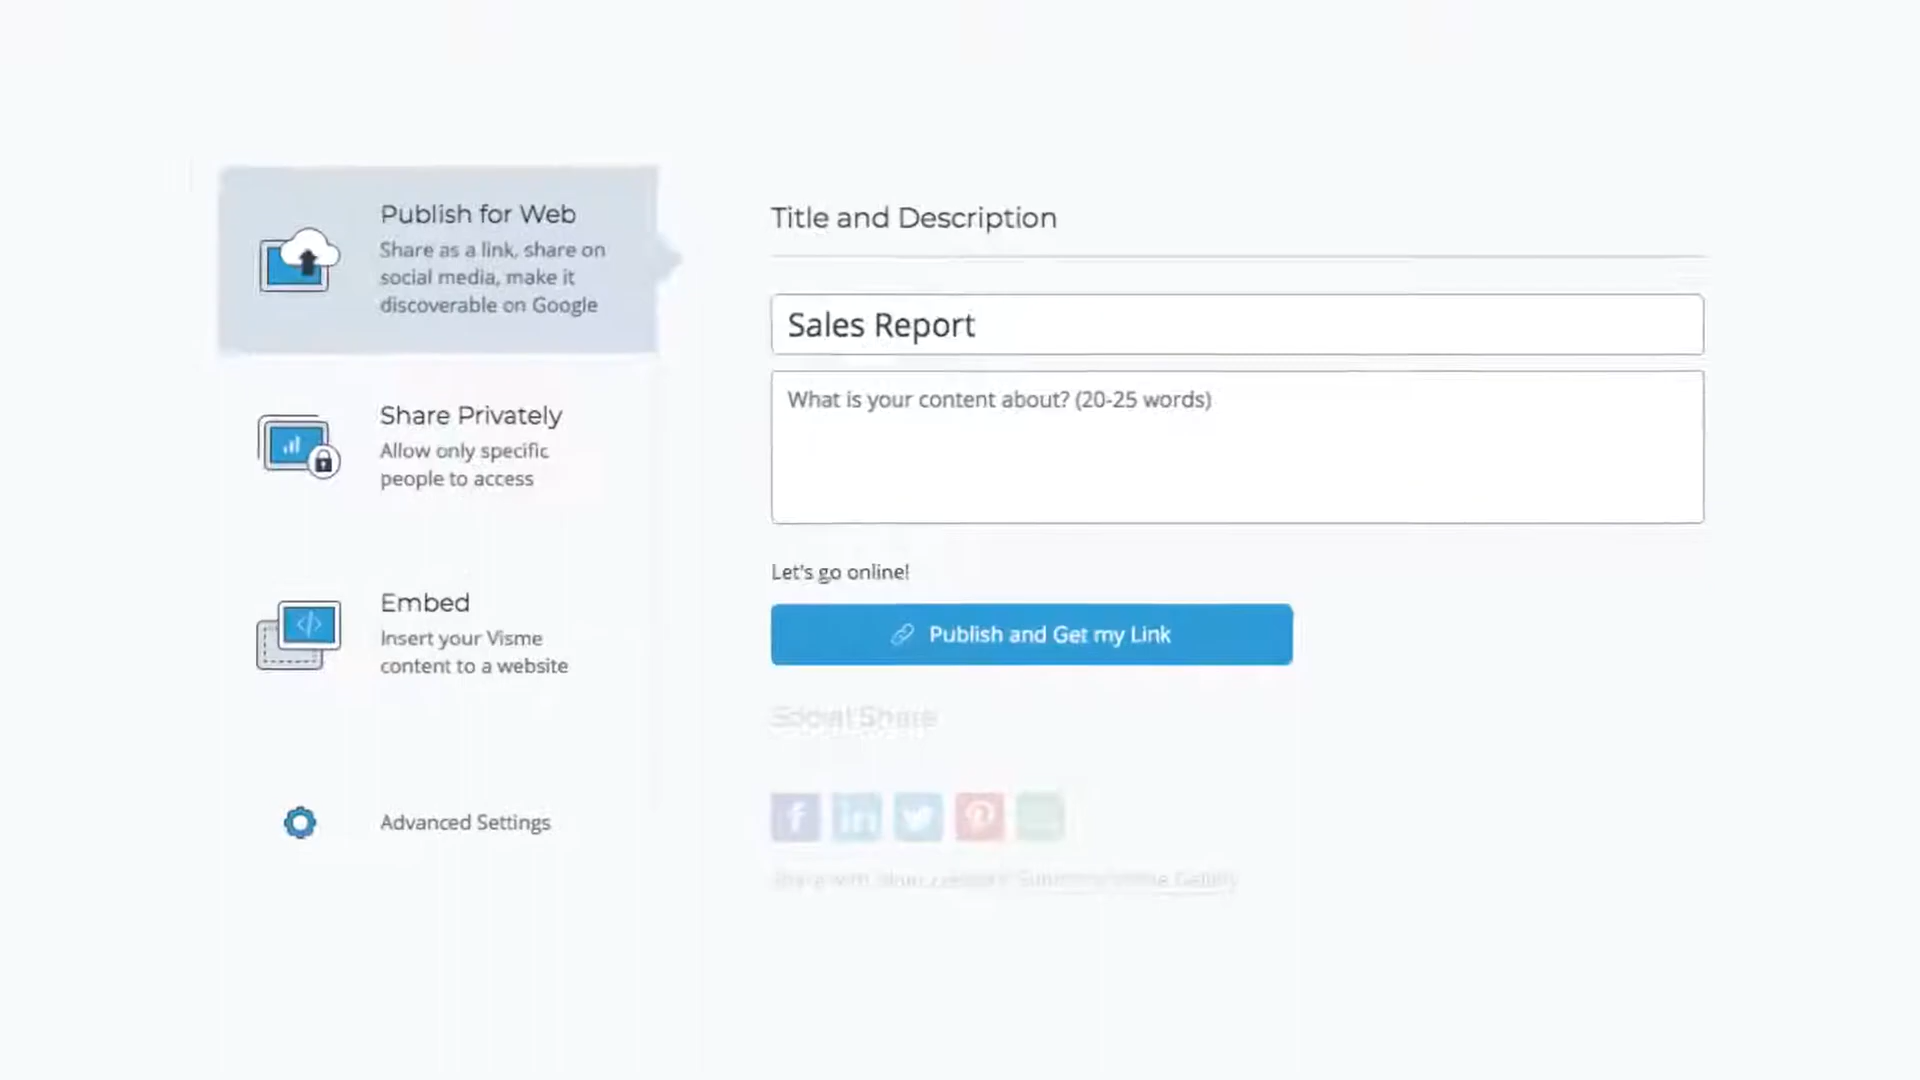 Publish for Web
Share as a link, share on
social media, make it
discoverable on Google
Share Privately
Allow only specific
people to access
Embed
Insert your Visme
content to a website
Advanced Settings
Title and Description
Sales Report
What is your content about? (20-25 words)
Let's go online!
Publish and Get my Link
Social Share